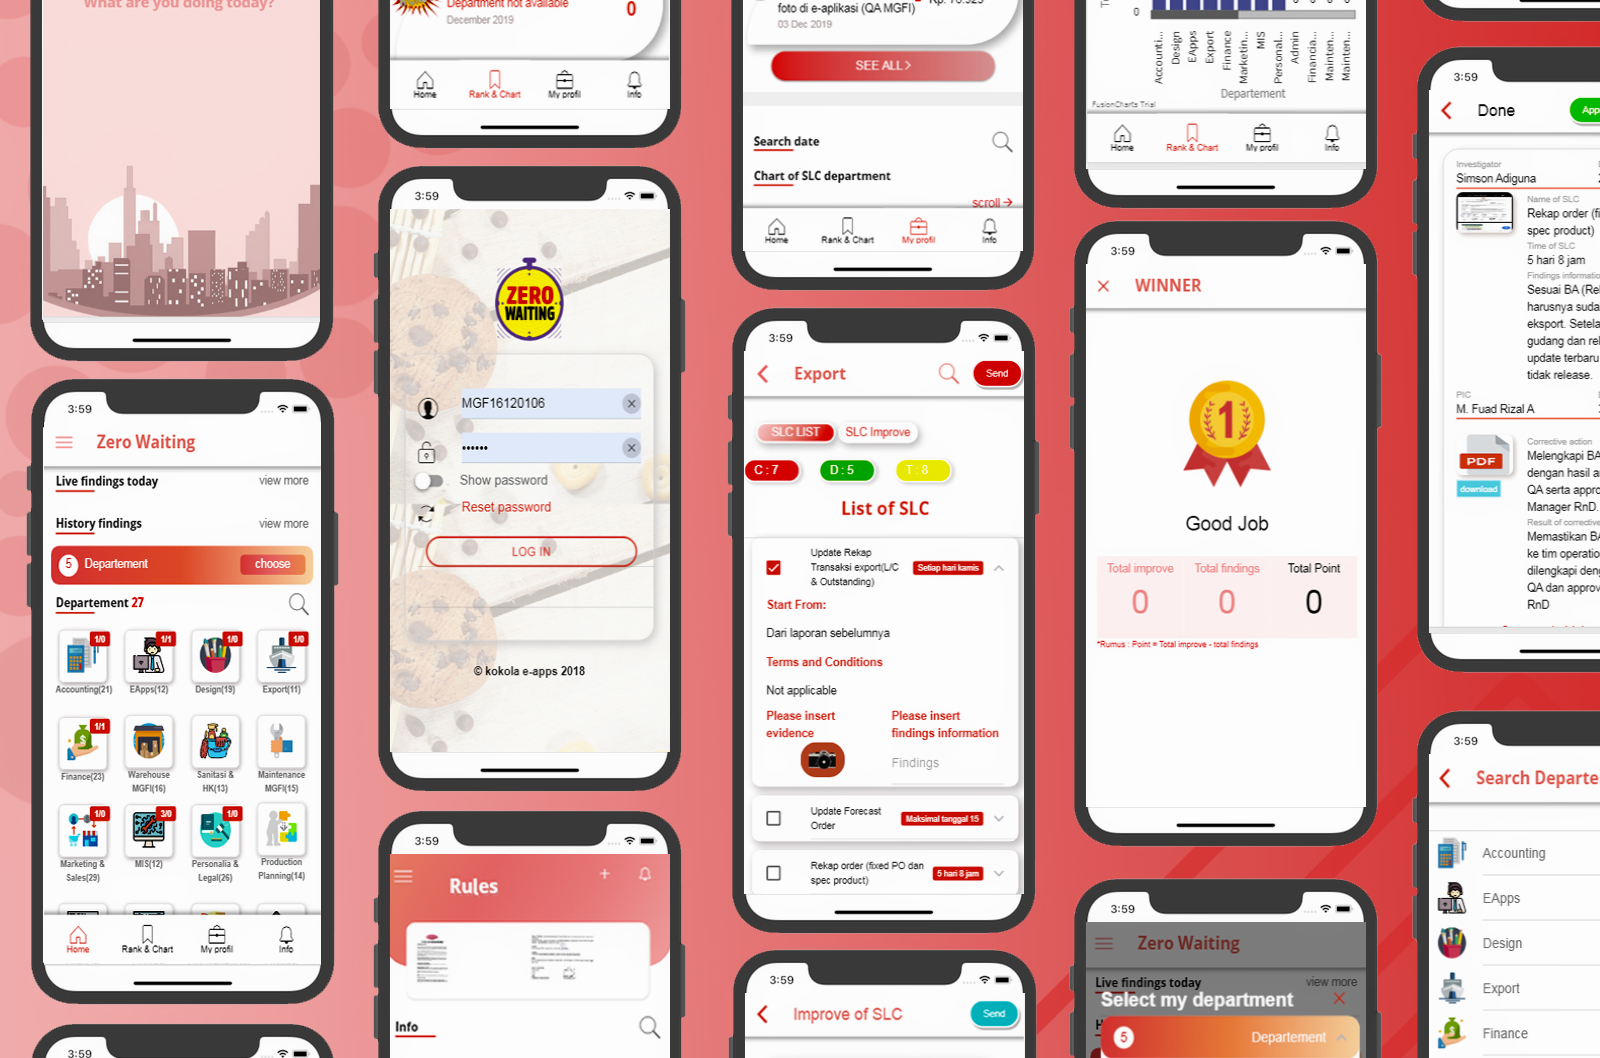 What are you doing today?
3:59
Zero Waiting
Live findings today
view more
History findings
view more
5
Departement
choose
Departement 27
1/0
1/1
1/0
1/0
Accounting(21)
EApps(12)
Design(19)
Export(11)
1/1
Finance(23)
Warehouse
MGFI(16)
Sanitasi &
HK(13)
Maintenance
MGFI(15)
1/0
3/0
1/0
Marketing &
Sales(29)
MIS(12)
Personalia &
Legal(26)
Production
Planning(14)
Home
Rank & Chart
My profil
Info
3:59
Department not available
December 2019
0
Home
Rank & Chart
My profil
Info
3:59
ZERO
WAITING
MGF16120106
••••••
Show password
Reset password
LOG IN
© kokola e-apps 2018
3:59
Rules
Info
foto di e-aplikasi (QA MGFI)
03 Dec 2019
SEE ALL >
Search date
Chart of SLC department
scroll →
Home
Rank & Chart
My profil
Info
3:59
Export
Send
SLC LIST
SLC Improve
C : 7
D : 5
T : 8
List of SLC
Update Rekap
Transaksi export(L/C
& Outstanding)
Setiap hari kamis
Start From:
Dari laporan sebelumnya
Terms and Conditions
Not applicable
Please insert
evidence
Please insert
findings information
Findings
Update Forecast
Order
Maksimal tanggal 15
Rekap order (fixed PO dan
spec product)
5 hari 8 jam
3:59
Improve of SLC
Send
0
Accounti...
Design
EApps
Export
Finance
Marketin...
MIS
Personal...
Admin
Financia...
Mainten...
Mainten...
Departement
FusionCharts Trial
Home
Rank & Chart
My profil
Info
3:59
WINNER
1
Good Job
Total improve
Total findings
Total Point
0
0
0
*Rumus : Point = Total improve - total findings
3:59
Zero Waiting
Live findings today
view more
Select my department
5
Departement
3:59
Done
App
Investigator
Simson Adiguna
Name of SLC
Rekap order (fi
spec product)
Time of SLC
5 hari 8 jam
Findings informatio
Sesuai BA (Rel
harusnya suda
eksport. Setela
gudang dan rel
update terbaru
tidak release.
PIC
M. Fuad Rizal A
PDF
download
Corrective action
Melengkapi BA
dengan hasil a
QA serta appro
Manager RnD.
Result of corrective
Memastikan BA
ke tim operatio
dilengkapi deng
QA dan approv
RnD
3:59
Search Departe
Accounting
EApps
Design
Export
Finance